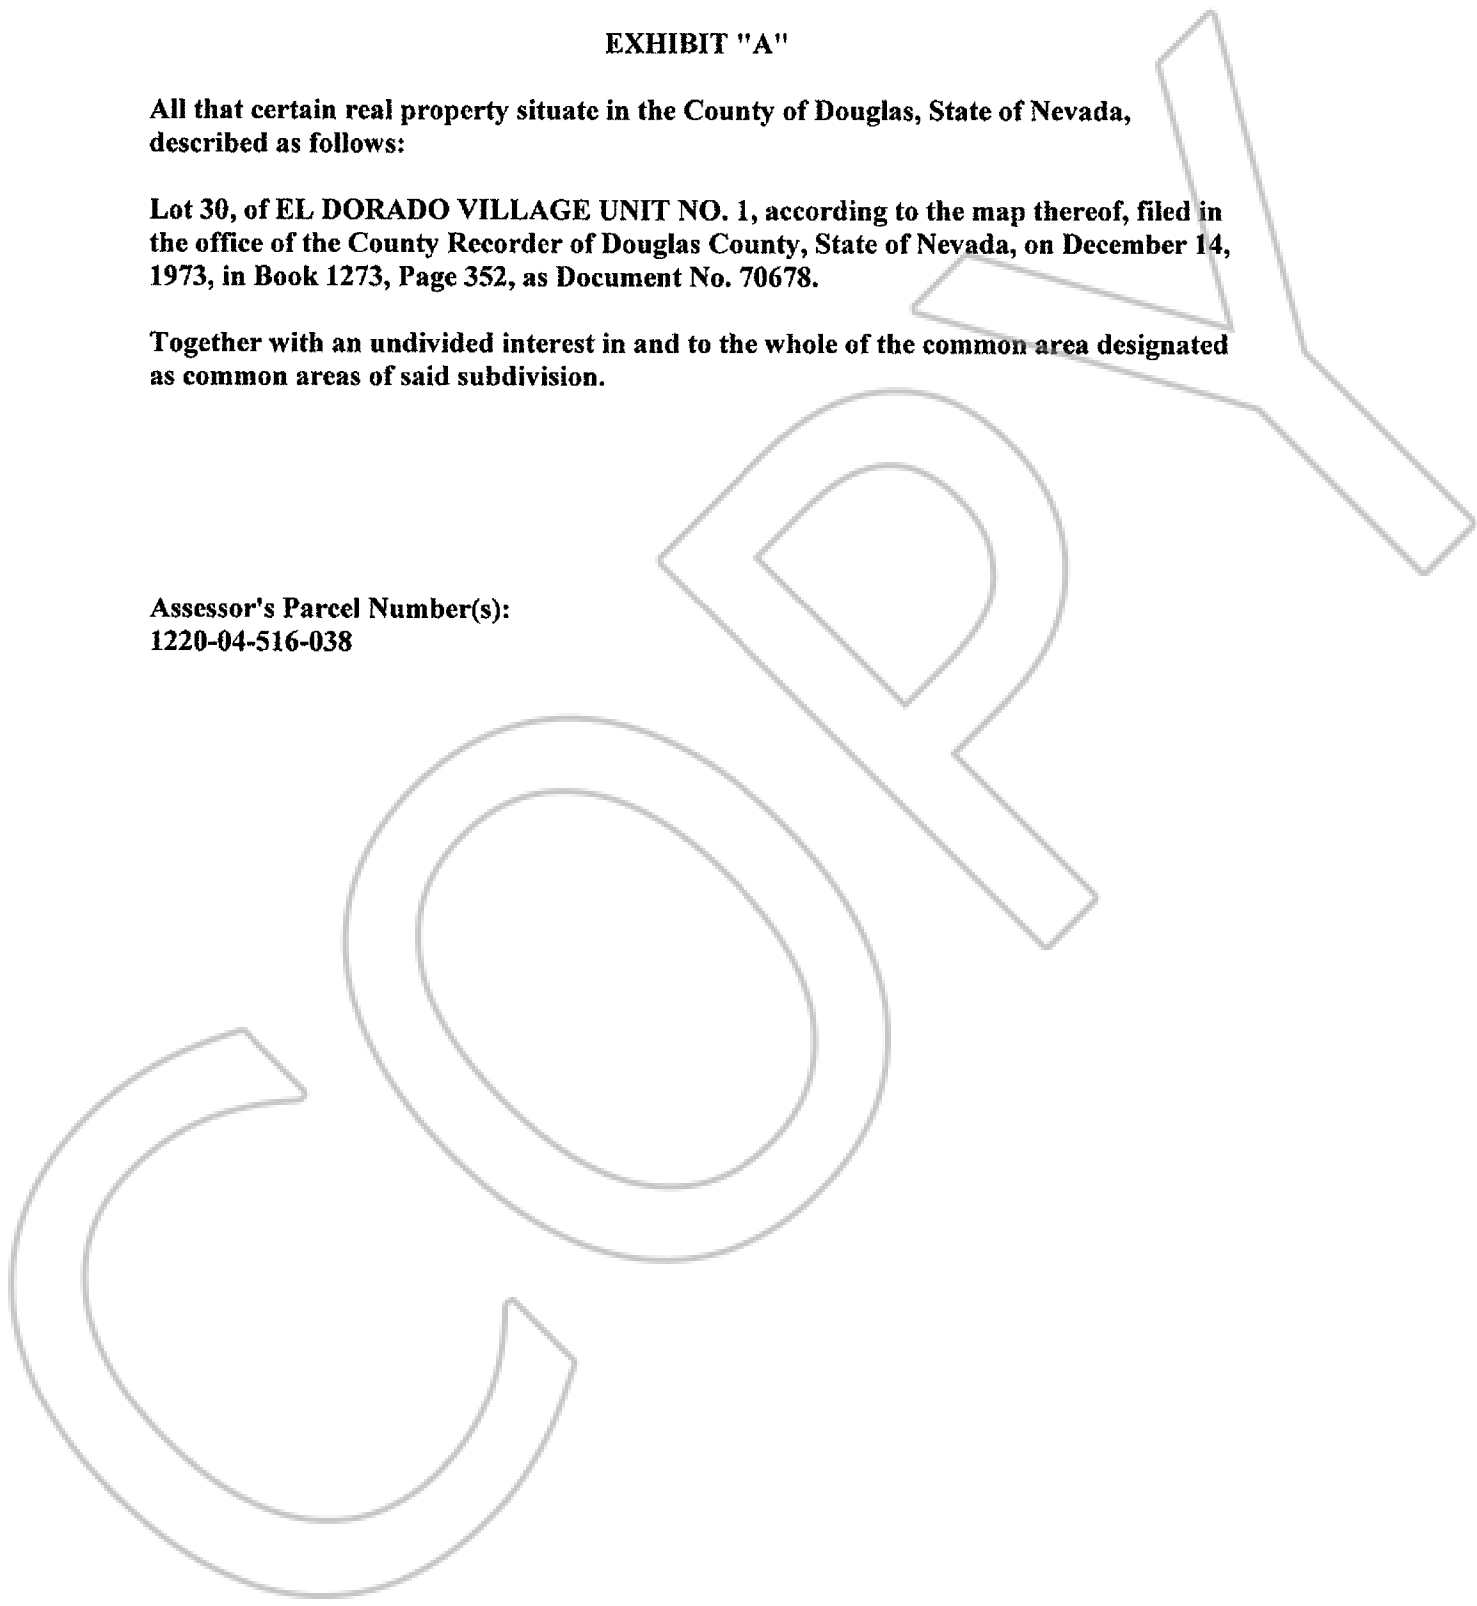 EXHIBIT "A"
All that certain real property situate in the County of Douglas, State of Nevada,
described as follows:
Lot 30, of EL DORADO VILLAGE UNIT NO. 1, according to the map thereof, filed in
the office of the County Recorder of Douglas County, State of Nevada, on December 14,
1973, in Book 1273, Page 352, as Document No. 70678.
Together with an undivided interest in and to the whole of the common area designated
as common areas of said subdivision.
Assessor's Parcel Number(s):
1220-04-516-038
COPY